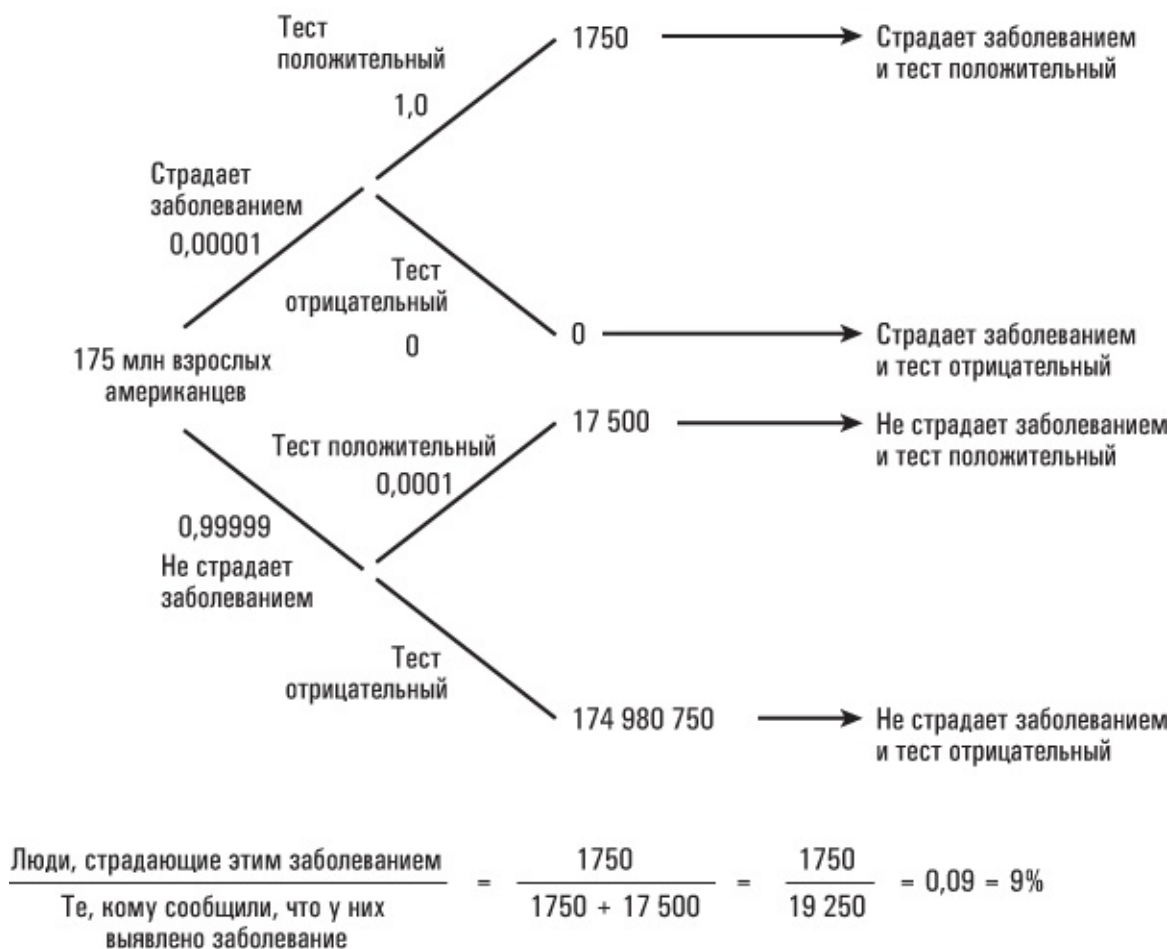 Тест
положительный
1,0
1750
Страдает заболеванием
и тест положительный
Страдает
заболеванием
0,00001
Тест
отрицательный
0
0
Страдает заболеванием
и тест отрицательный
175 млн взрослых
американцев
Тест положительный
0,0001
17 500
Не страдает заболеванием
и тест положительный
0,99999
Не страдает
заболеванием
Тест
отрицательный
174 980 750
Не страдает заболеванием
и тест отрицательный
Люди, страдающие этим заболеванием
Те, кому сообщили, что у них
выявлено заболевание
=
1750
1750 + 17 500
=
1750
19 250
= 0,09 = 9%